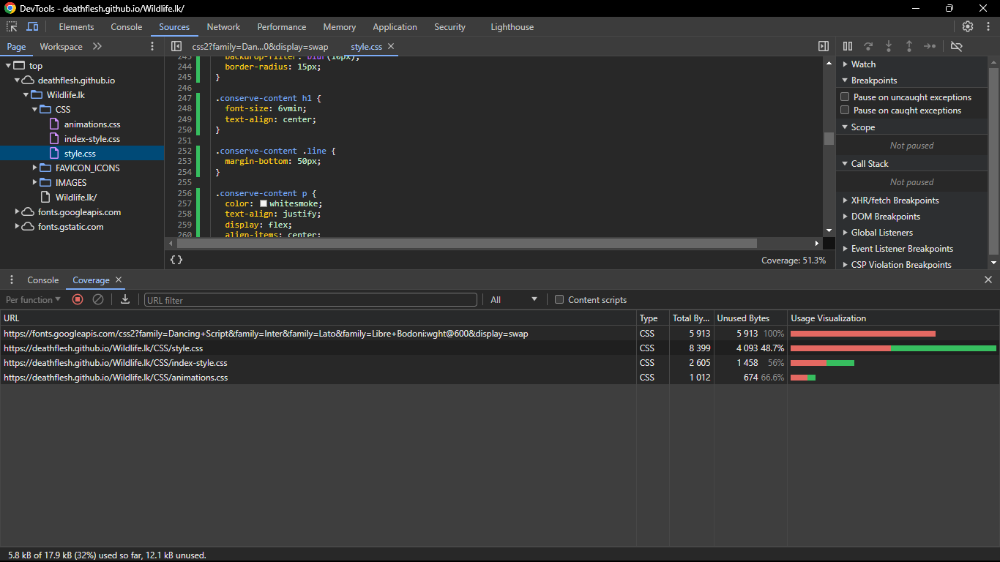 DevTools - deathflesh.github.io/Wildlife.lk/
Elements Console Sources Network Performance Memory Application Security Lighthouse
Page Workspace
css2?family=Dan...0&display=swap style.css
top
deathflesh.github.io
Wildlife.lk
CSS
animations.css
index-style.css
style.css
FAVICON_ICONS
IMAGES
Wildlife.lk/
fonts.googleapis.com
fonts.gstatic.com
243 backdrop-filter: blur(10px);
244 border-radius: 15px;
245 }
246
247 .conserve-content h1 {
248 font-size: 6vmin;
249 text-align: center;
250 }
251
252 .conserve-content .line {
253 margin-bottom: 50px;
254 }
255
256 .conserve-content p {
257 color: whitesmoke;
258 text-align: justify;
259 display: flex;
260 align-items: center;
{} Coverage: 51.3%
Watch
Breakpoints
Pause on uncaught exceptions
Pause on caught exceptions
Scope
Not paused
Call Stack
Not paused
XHR/fetch Breakpoints
DOM Breakpoints
Global Listeners
Event Listener Breakpoints
CSP Violation Breakpoints
Console Coverage
Per function URL filter All Content scripts
URL Type Total By... Unused Bytes Usage Visualization
https://fonts.googleapis.com/css2?family=Dancing+Script&family=Inter&family=Lato&family=Libre+Bodoni:wght@600&display=swap CSS 5 913 5 913 100%
https://deathflesh.github.io/Wildlife.lk/CSS/style.css CSS 8 399 4 093 48.7%
https://deathflesh.github.io/Wildlife.lk/CSS/index-style.css CSS 2 605 1 458 56%
https://deathflesh.github.io/Wildlife.lk/CSS/animations.css CSS 1 012 674 66.6%
5.8 kB of 17.9 kB (32%) used so far, 12.1 kB unused.